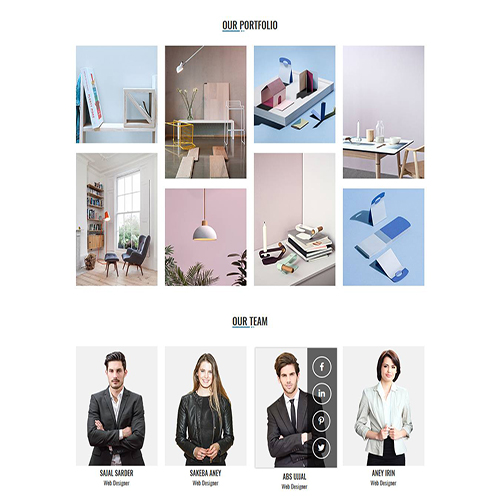 OUR PORTFOLIO
OUR TEAM
SAJAL SARDER
Web Designer
SAKEBA ANEY
Web Designer
ABS UJJAL
Web Designer
ANEY IRIN
Web Designer